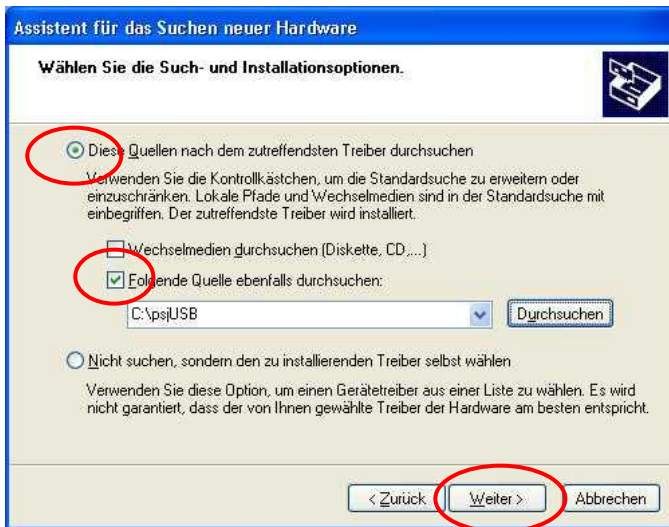 Assistent für das Suchen neuer Hardware
Wählen Sie die Such- und Installationsoptionen.
Diese Quellen nach dem zutreffendsten Treiber durchsuchen
Verwenden Sie die Kontrollkästchen, um die Standardsuche zu erweitern oder
einzuschränken. Lokale Pfade und Wechselmedien sind in der Standardsuche mit
einbegriffen. Der zutreffendste Treiber wird installiert.
Wechselmedien durchsuchen (Diskette, CD,...)
Folgende Quelle ebenfalls durchsuchen:
C:\psjUSB
Durchsuchen
Nicht suchen, sondern den zu installierenden Treiber selbst wählen
Verwenden Sie diese Option, um einen Gerätetreiber aus einer Liste zu wählen. Es wird
nicht garantiert, dass der von Ihnen gewählte Treiber der Hardware am besten entspricht.
< Zurück Weiter > Abbrechen